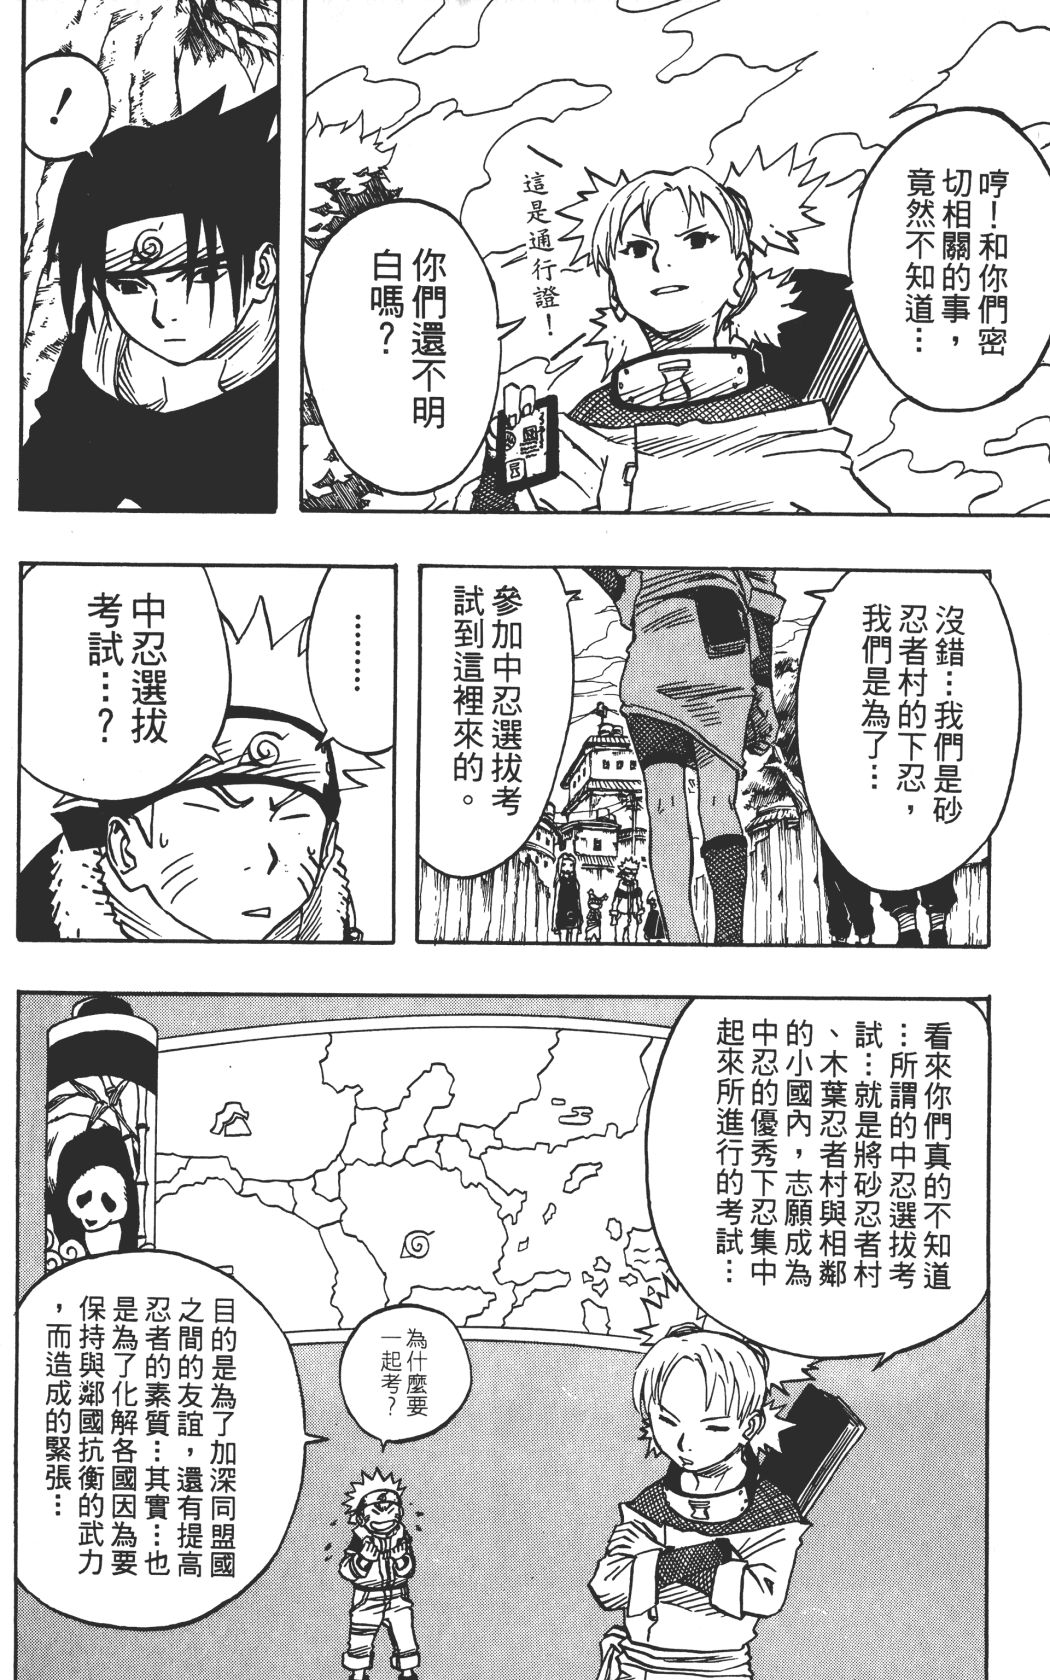 哼！和你們密
切相關的事，
竟然不知道…
這是通行證！
你們還不明
白嗎？
！
沒錯…我們是砂
忍者村的下忍，
我們是為了…
參加中忍選拔考
試到這裡來的。
………
中忍選拔
考試…？
看來你們真的不知道
…所謂的中忍選拔考
試…就是將砂忍者村
、木葉忍者村與相鄰
的小國內，志願成為
中忍的優秀下忍集中
起來所進行的考試…
為什麼要
一起考？
目的是為了加深同盟國
之間的友誼，還有提高
忍者的素質…其實…也
是為了化解各國因為要
保持與鄰國抗衡的武力
，而造成的緊張…